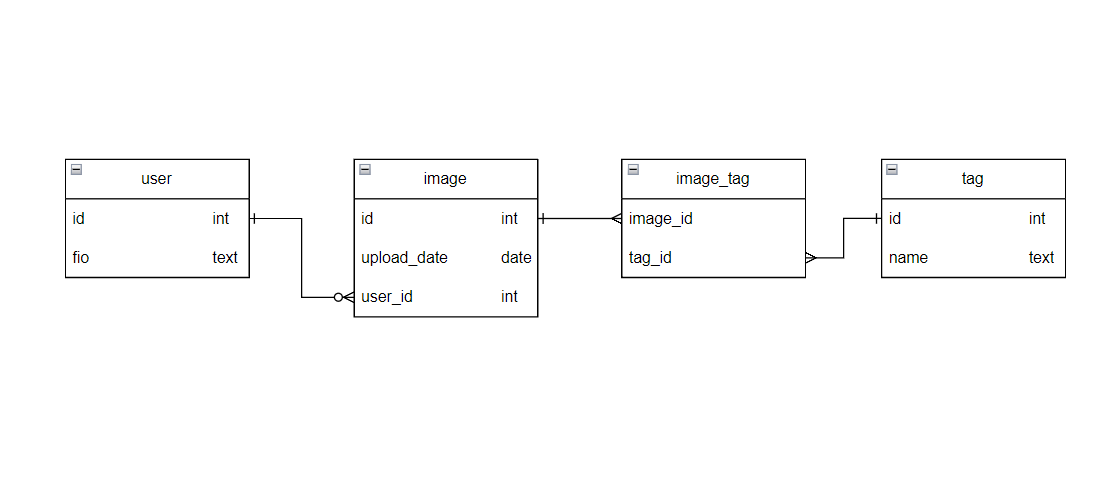 user
id int
fio text
image
id int
upload_date date
user_id int
image_tag
image_id
tag_id
tag
id int
name text